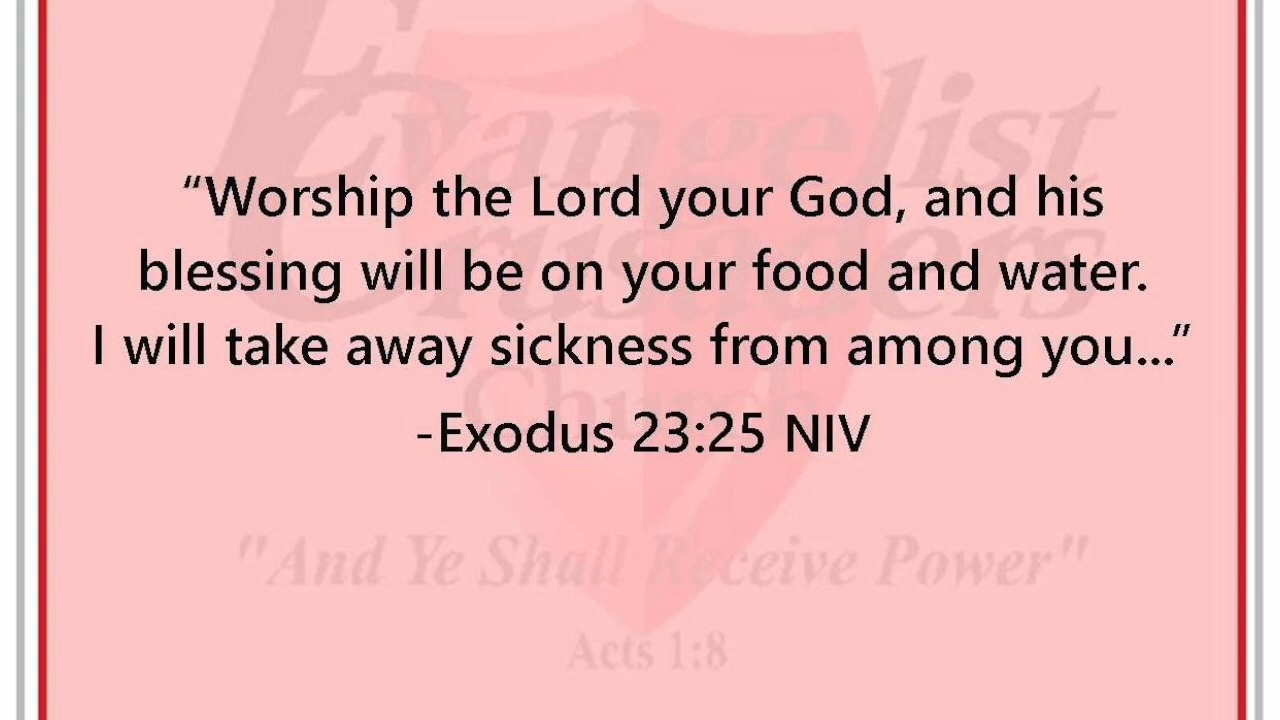 Evangelist
Crusaders
Church
“Worship the Lord your God, and his
blessing will be on your food and water.
I will take away sickness from among you...”
-Exodus 23:25 NIV
"And Ye Shall Receive Power"
Acts 1:8